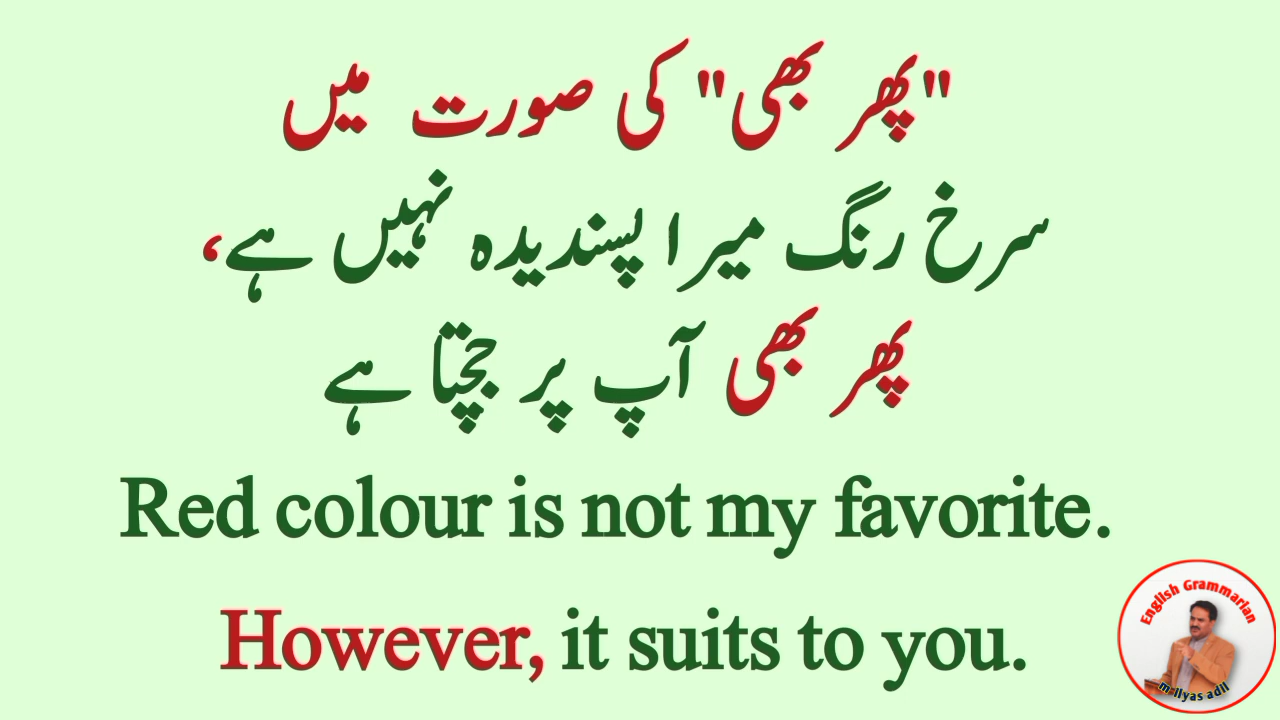 "پھر بھی" کی صورت میں
سرخ رنگ میرا پسندیدہ نہیں ہے،
پھر بھی آپ پر جچتا ہے
Red colour is not my favorite.
However, it suits to you.
English Grammarian
m ilyas adil